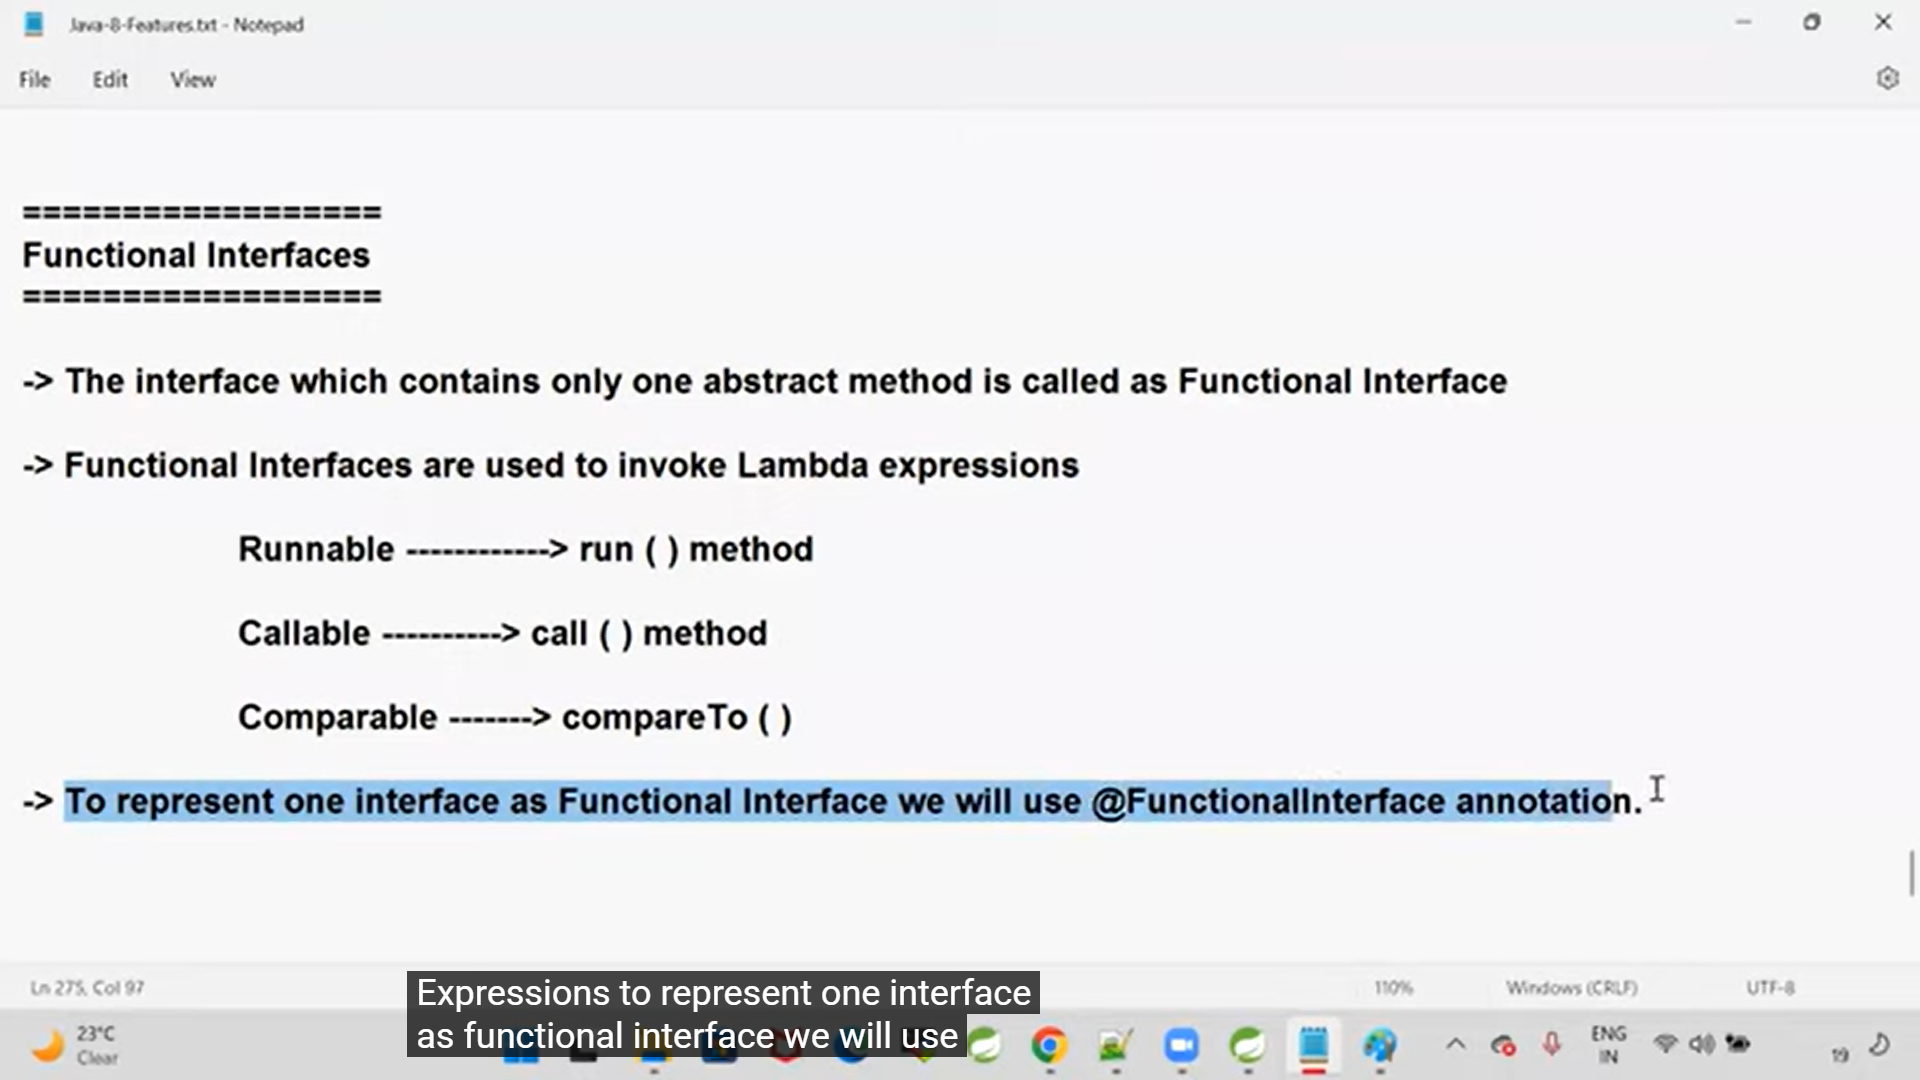 Java-8-Features.txt - Notepad
File Edit View
==================
Functional Interfaces
==================
-> The interface which contains only one abstract method is called as Functional Interface
-> Functional Interfaces are used to invoke Lambda expressions
Runnable ------------> run ( ) method
Callable ----------> call ( ) method
Comparable -------> compareTo ( )
-> To represent one interface as Functional Interface we will use @FunctionalInterface annotation.
Ln 275, Col 97 110% Windows (CRLF) UTF-8
Expressions to represent one interface
as functional interface we will use
23°C
Clear
ENG
IN
19